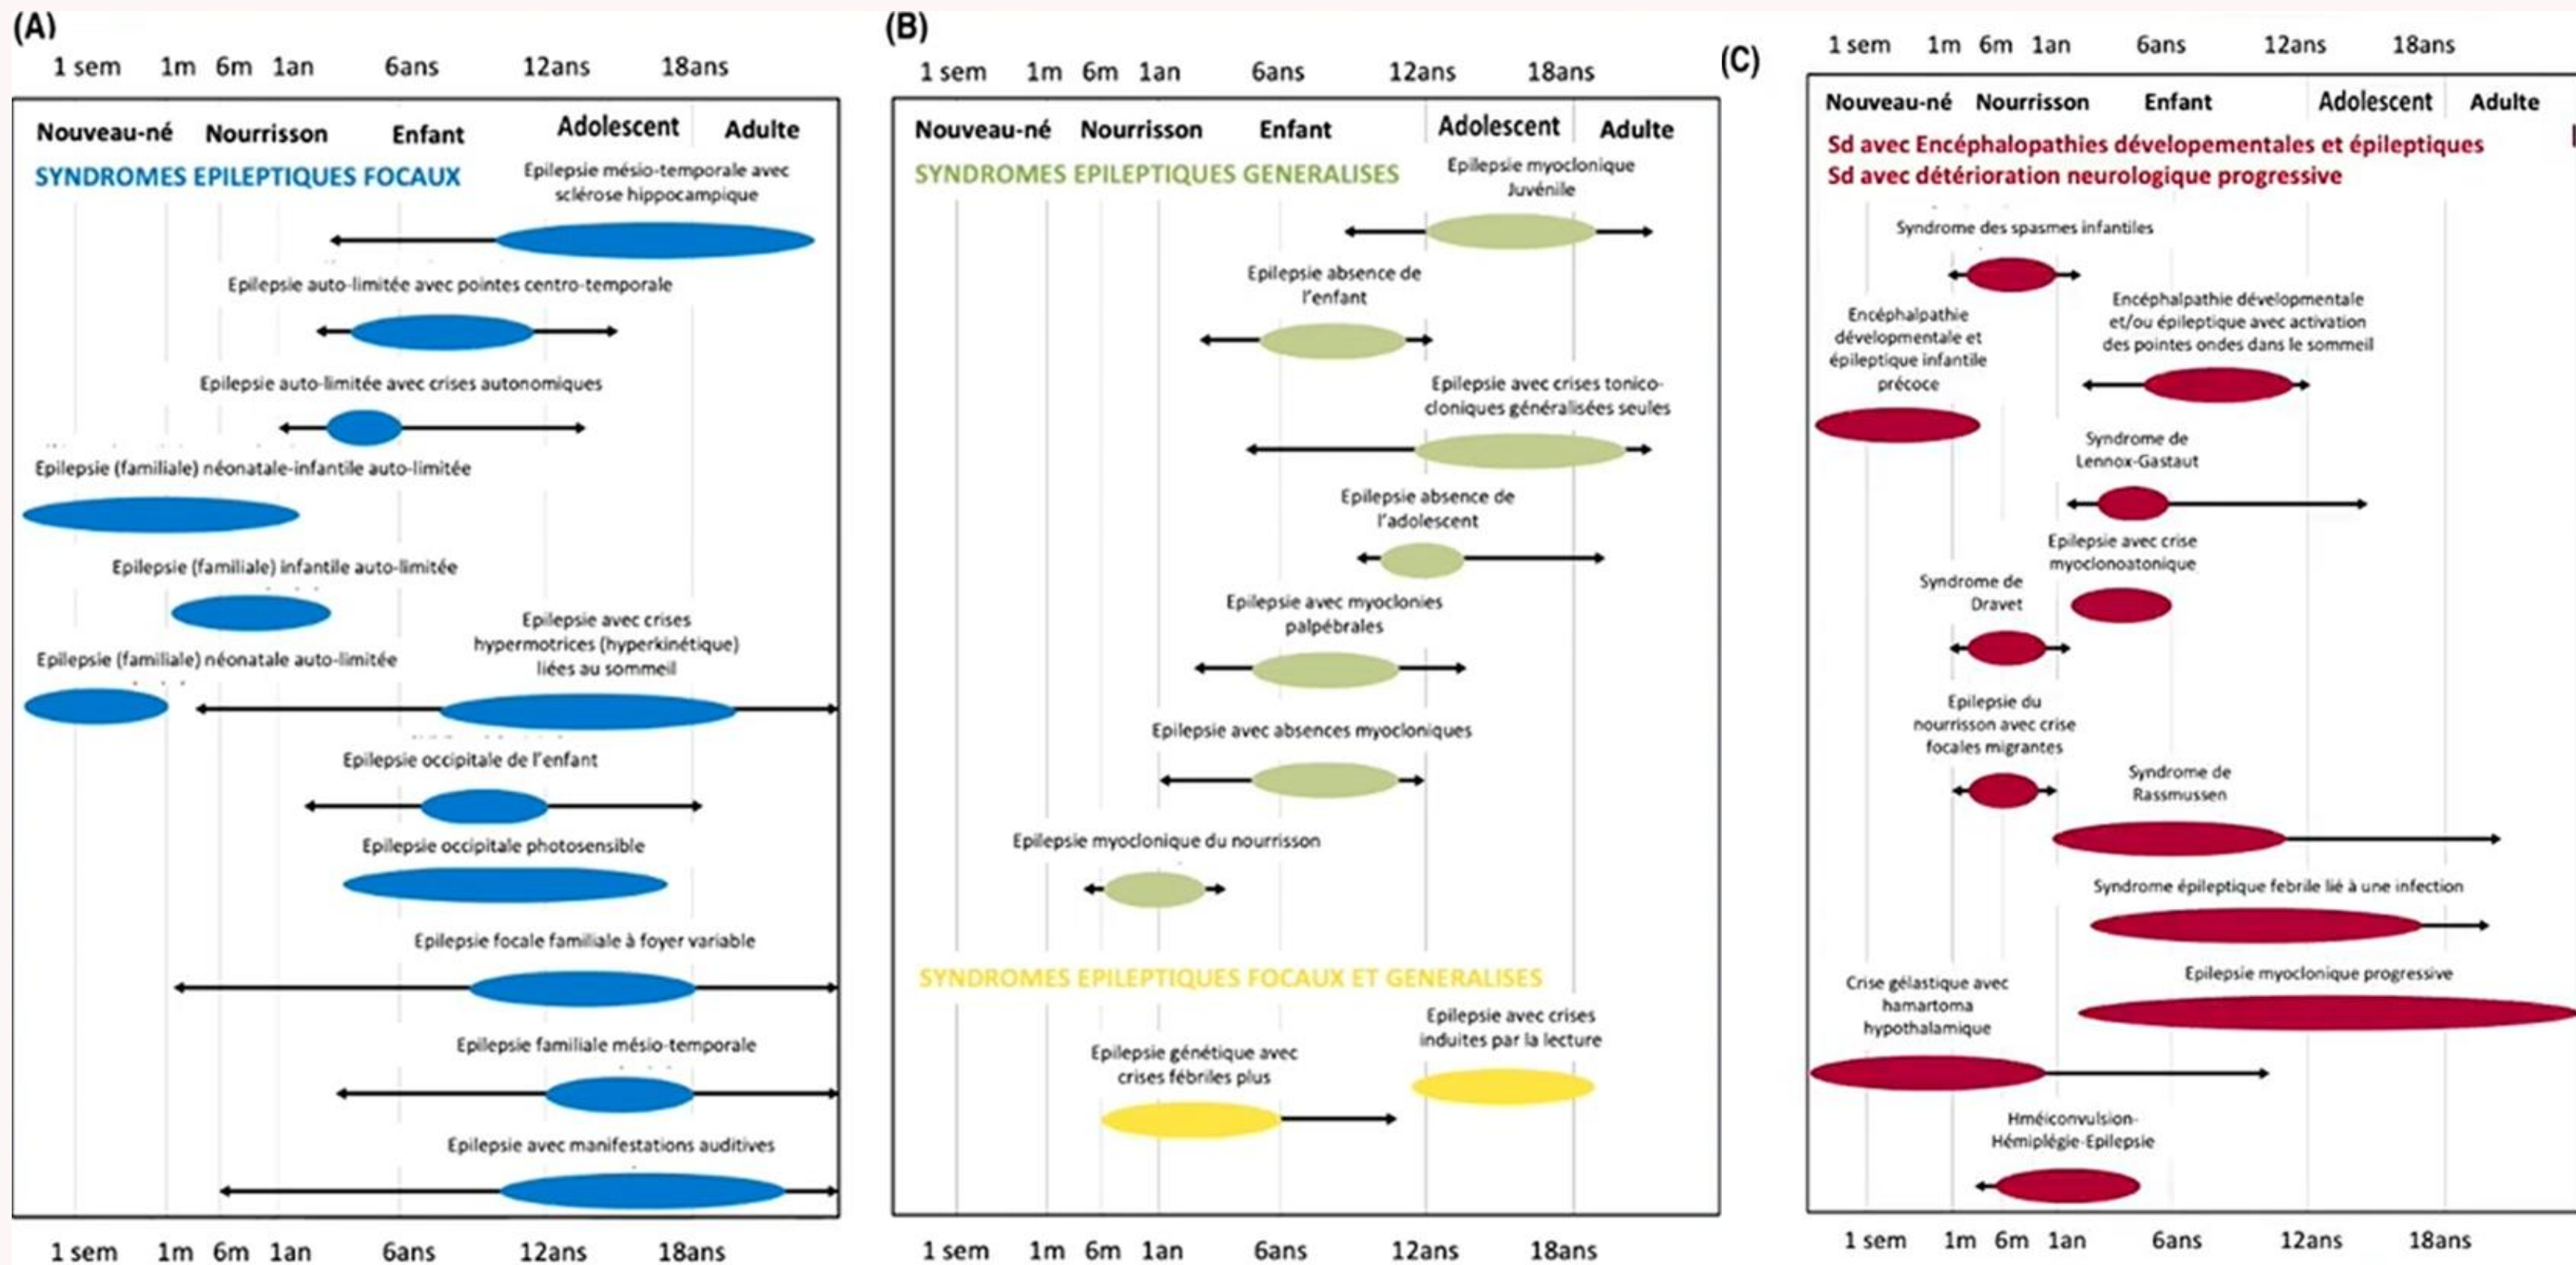 (A)
1 sem 1m 6m 1an 6ans 12ans 18ans
Nouveau-né Nourrisson Enfant Adolescent Adulte
SYNDROMES EPILEPTIQUES FOCAUX
Epilepsie mésio-temporale avec
sclérose hippocampique
Epilepsie auto-limitée avec pointes centro-temporale
Epilepsie auto-limitée avec crises autonomiques
Epilepsie (familiale) néonatale-infantile auto-limitée
Epilepsie (familiale) infantile auto-limitée
Epilepsie avec crises
hypermotrices (hyperkinétique)
liées au sommeil
Epilepsie (familiale) néonatale auto-limitée
Epilepsie occipitale de l'enfant
Epilepsie occipitale photosensible
Epilepsie focale familiale à foyer variable
Epilepsie familiale mésio-temporale
Epilepsie avec manifestations auditives
1 sem 1m 6m 1an 6ans 12ans 18ans
(B)
1 sem 1m 6m 1an 6ans 12ans 18ans
Nouveau-né Nourrisson Enfant Adolescent Adulte
SYNDROMES EPILEPTIQUES GENERALISES
Epilepsie myoclonique
Juvénile
Epilepsie absence de
l'enfant
Epilepsie avec crises tonico-
cloniques généralisées seules
Epilepsie absence de
l'adolescent
Epilepsie avec myoclonies
palpébrales
Epilepsie avec absences myocloniques
Epilepsie myoclonique du nourrisson
SYNDROMES EPILEPTIQUES FOCAUX ET GENERALISES
Epilepsie avec crises
induites par la lecture
Epilepsie génétique avec
crises fébriles plus
1 sem 1m 6m 1an 6ans 12ans 18ans
(C)
1 sem 1m 6m 1an 6ans 12ans 18ans
Nouveau-né Nourrisson Enfant Adolescent Adulte
Sd avec Encéphalopathies dévelopementales et épileptiques
Sd avec détérioration neurologique progressive
Syndrome des spasmes infantiles
Encéphalpathie
dévelopmentale et
épileptique infantile
précoce
Encéphalpathie dévelopmentale
et/ou épileptique avec activation
des pointes ondes dans le sommeil
Syndrome de
Lennox-Gastaut
Epilepsie avec crise
myoclonoatonique
Syndrome de
Dravet
Epilepsie du
nourrisson avec crise
focales migrantes
Syndrome de
Rassmussen
Syndrome épileptique febrile lié à une infection
Epilepsie myoclonique progressive
Crise gélastique avec
hamartoma
hypothalamique
Hméiconvulsion-
Hémiplégie-Epilepsie
1 sem 1m 6m 1an 6ans 12ans 18ans